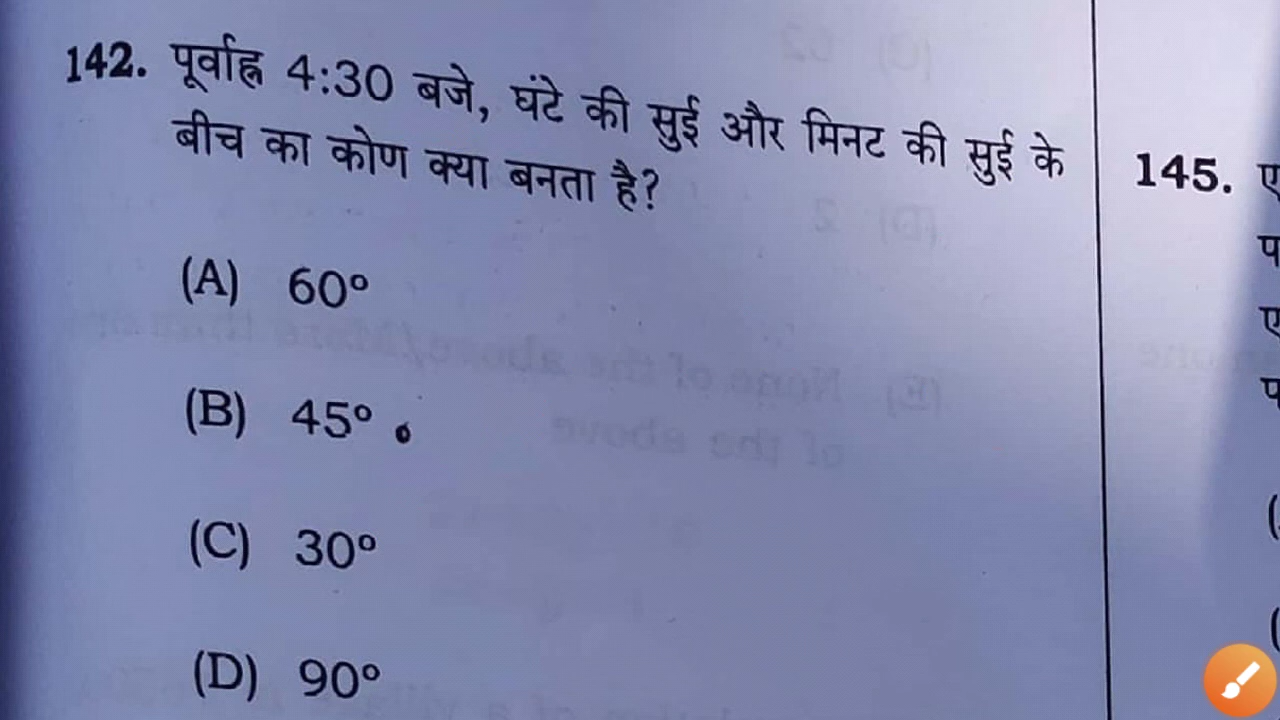 142. पूर्वाह्न 4:30 बजे, घंटे की सुई और मिनट की सुई के
बीच का कोण क्या बनता है?
(A) 60°
(B) 45°
(C) 30°
(D) 90°
145.